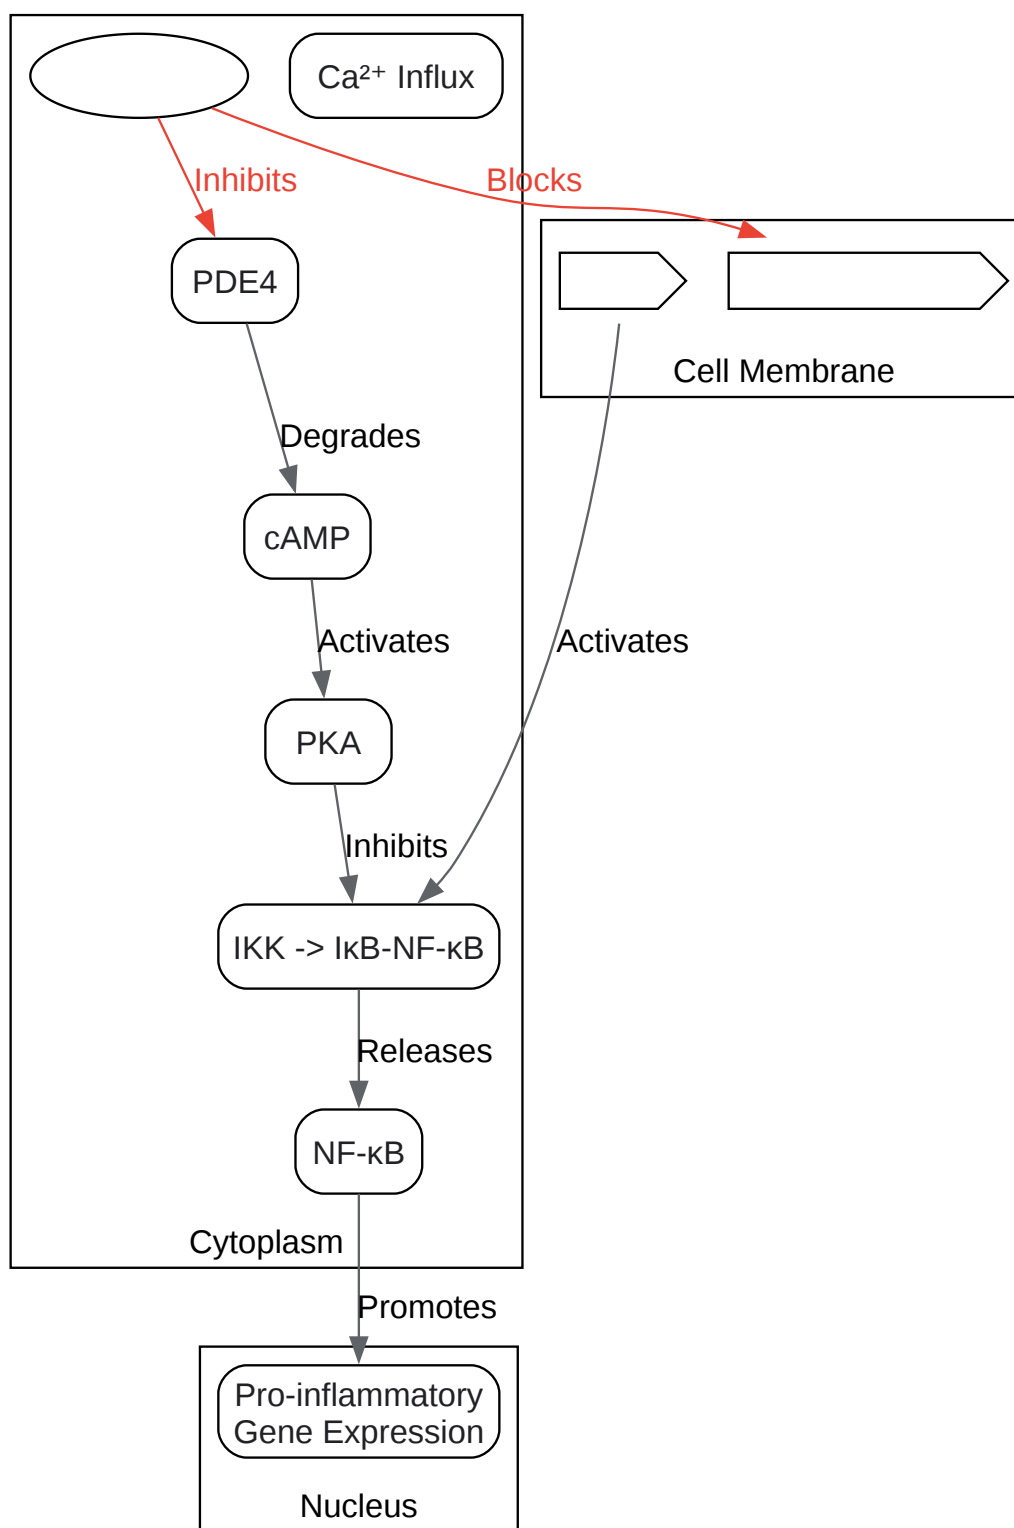 Ca²⁺ Influx
Inhibits
Blocks
PDE4
Cell Membrane
Degrades
cAMP
Activates
Activates
PKA
Inhibits
IKK -> IκB-NF-κB
Releases
NF-κB
Cytoplasm
Promotes
Pro-inflammatory
Gene Expression
Nucleus